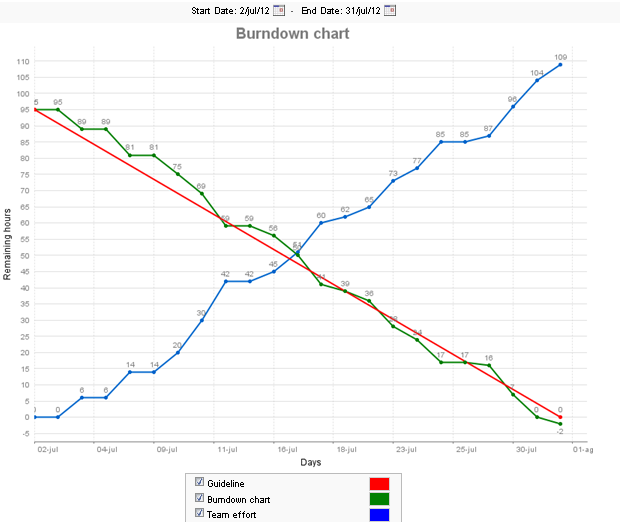 Start Date: 2/jul/12 - End Date: 31/jul/12
Burndown chart
Remaining hours
110
105
100
95
90
85
80
75
70
65
60
55
50
45
40
35
30
25
20
15
10
5
0
-5
95 89 89 81 81 75 69 59 59 56 41 39 36 28 24 17 17 16 7 0 -2
0 6 6 14 14 20 30 42 42 45 51 60 62 65 73 77 85 85 87 96 104 109
0
02-jul 04-jul 09-jul 11-jul 16-jul 18-jul 23-jul 25-jul 30-jul 01-ag
Days
Guideline
Burndown chart
Team effort